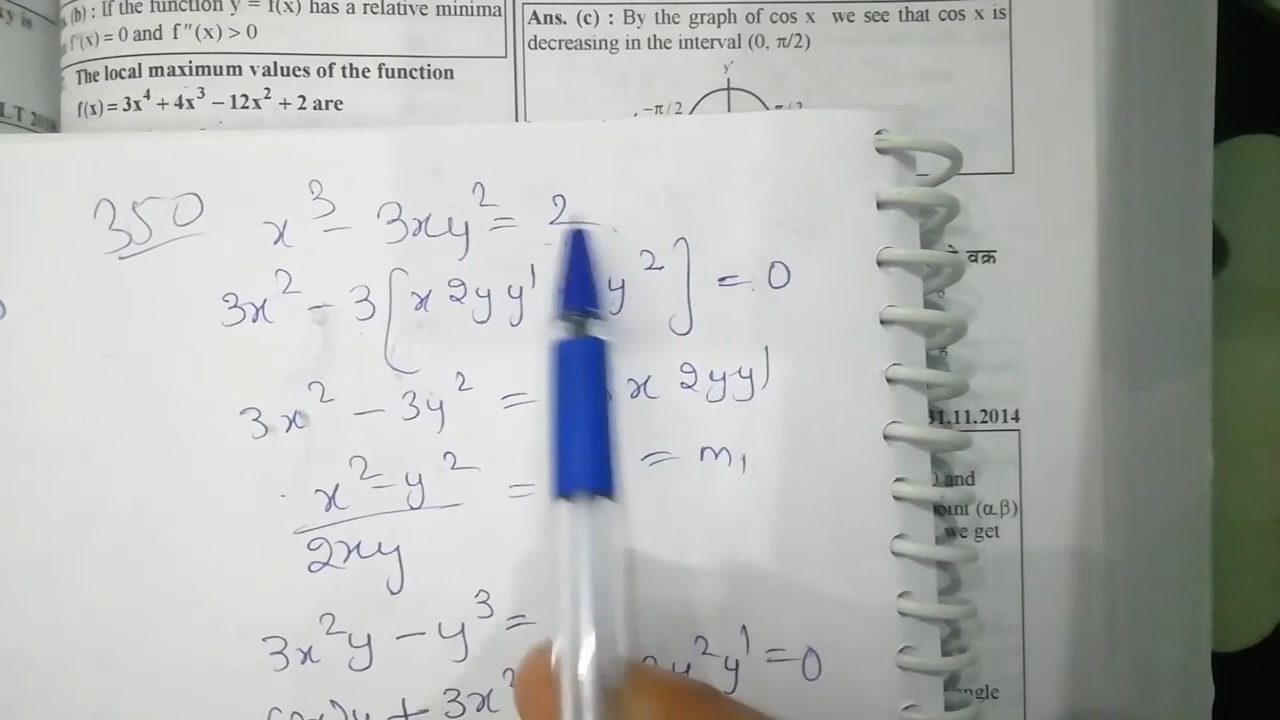 (b) : If the function y = f(x) has a relative minima
f'(x) = 0 and f''(x) > 0
The local maximum values of the function
f(x) = 3x⁴ + 4x³ − 12x² + 2 are
Ans. (c) : By the graph of cos x we see that cos x is
decreasing in the interval (0, π/2)
y'
−π/2
π/2
350
x³ − 3xy² = 2
3x² − 3[x 2y y' y²] = 0
3x² − 3y² = x 2yy'
x² − y² / 2xy = = m₁
3x²y − y³ =
y²y' = 0
+ 3x²
वक्र
31.11.2014
) and
oint (α,β)
we get
ngle